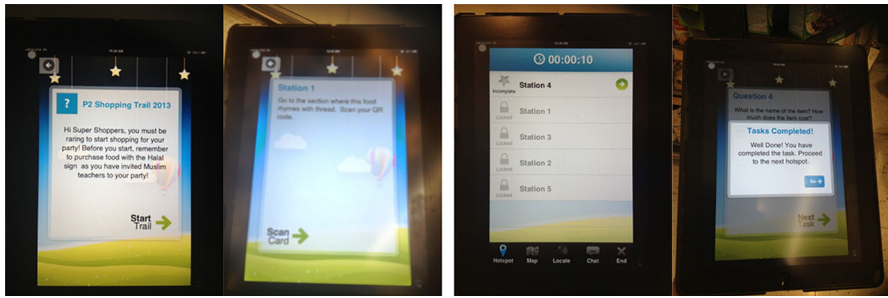 ?
P2 Shopping Trail 2013
Hi Super Shoppers, you must be
raring to start shopping for your
party! Before you start, remember
to purchase food with the Halal
sign as you have invited Muslim
teachers to your party!
Start
Trail
Station 1
Go to the section where this food
rhymes with thread. Scan your QR
code.
Scan
Card
00:00:10
Incomplete
Station 4
Locked
Station 1
Locked
Station 3
Locked
Station 2
Locked
Station 5
Hotspot Map Locate Chat End
Question 4
What is the name of the item? How
much does the item cost?
Tasks Completed!
Well Done! You have
completed the task. Proceed
to the next hotspot.
Next
Task